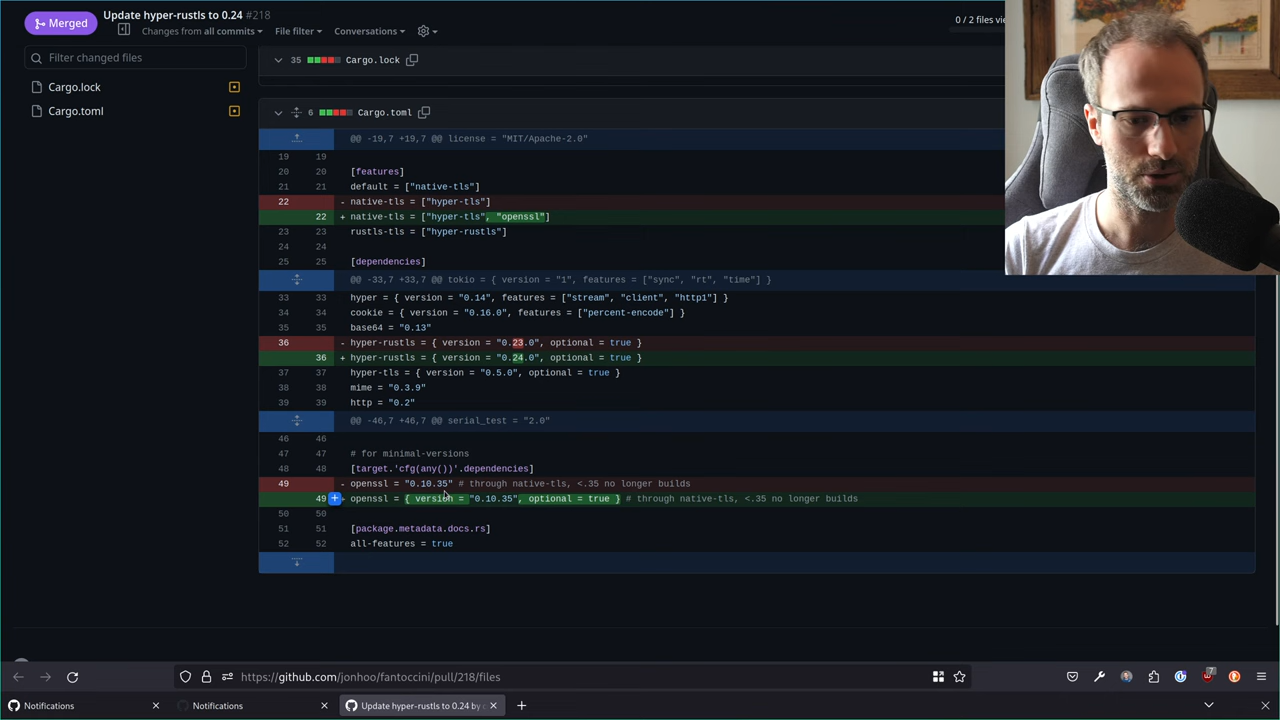 Merged
Update hyper-rustls to 0.24 #218
Changes from all commits
File filter
Conversations
0 / 2 files vie
Filter changed files
Cargo.lock
Cargo.toml
35 Cargo.lock
6 Cargo.toml
@@ -19,7 +19,7 @@ license = "MIT/Apache-2.0"
19 19
20 20 [features]
21 21 default = ["native-tls"]
22 - native-tls = ["hyper-tls"]
22 + native-tls = ["hyper-tls", "openssl"]
23 23 rustls-tls = ["hyper-rustls"]
24 24
25 25 [dependencies]
@@ -33,7 +33,7 @@ tokio = { version = "1", features = ["sync", "rt", "time"] }
33 33 hyper = { version = "0.14", features = ["stream", "client", "http1"] }
34 34 cookie = { version = "0.16.0", features = ["percent-encode"] }
35 35 base64 = "0.13"
36 - hyper-rustls = { version = "0.23.0", optional = true }
36 + hyper-rustls = { version = "0.24.0", optional = true }
37 37 hyper-tls = { version = "0.5.0", optional = true }
38 38 mime = "0.3.9"
39 39 http = "0.2"
@@ -46,7 +46,7 @@ serial_test = "2.0"
46 46
47 47 # for minimal-versions
48 48 [target.'cfg(any())'.dependencies]
49 - openssl = "0.10.35" # through native-tls, <.35 no longer builds
49 + openssl = { version = "0.10.35", optional = true } # through native-tls, <.35 no longer builds
50 50
51 51 [package.metadata.docs.rs]
52 52 all-features = true
https://github.com/jonhoo/fantoccini/pull/218/files
7
Notifications
Notifications
Update hyper-rustls to 0.24 by